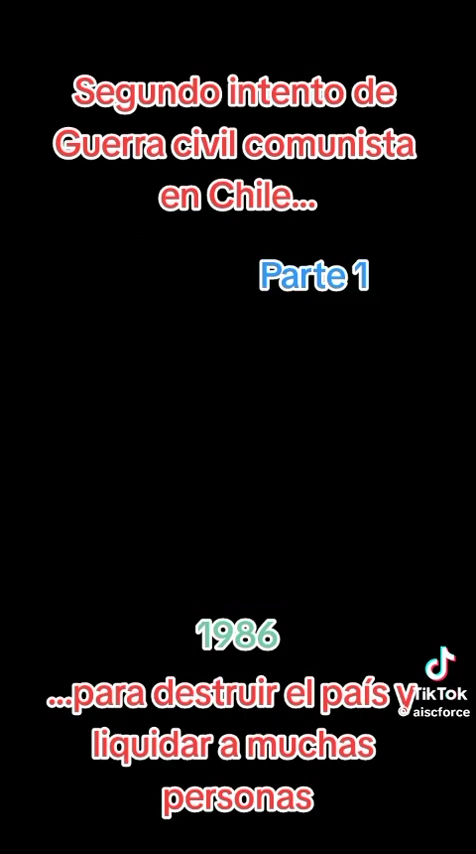 Segundo intento de
Guerra civil comunista
en Chile...
Parte 1
1986
...para destruir el país y
liquidar a muchas
personas
TikTok
@aiscforce